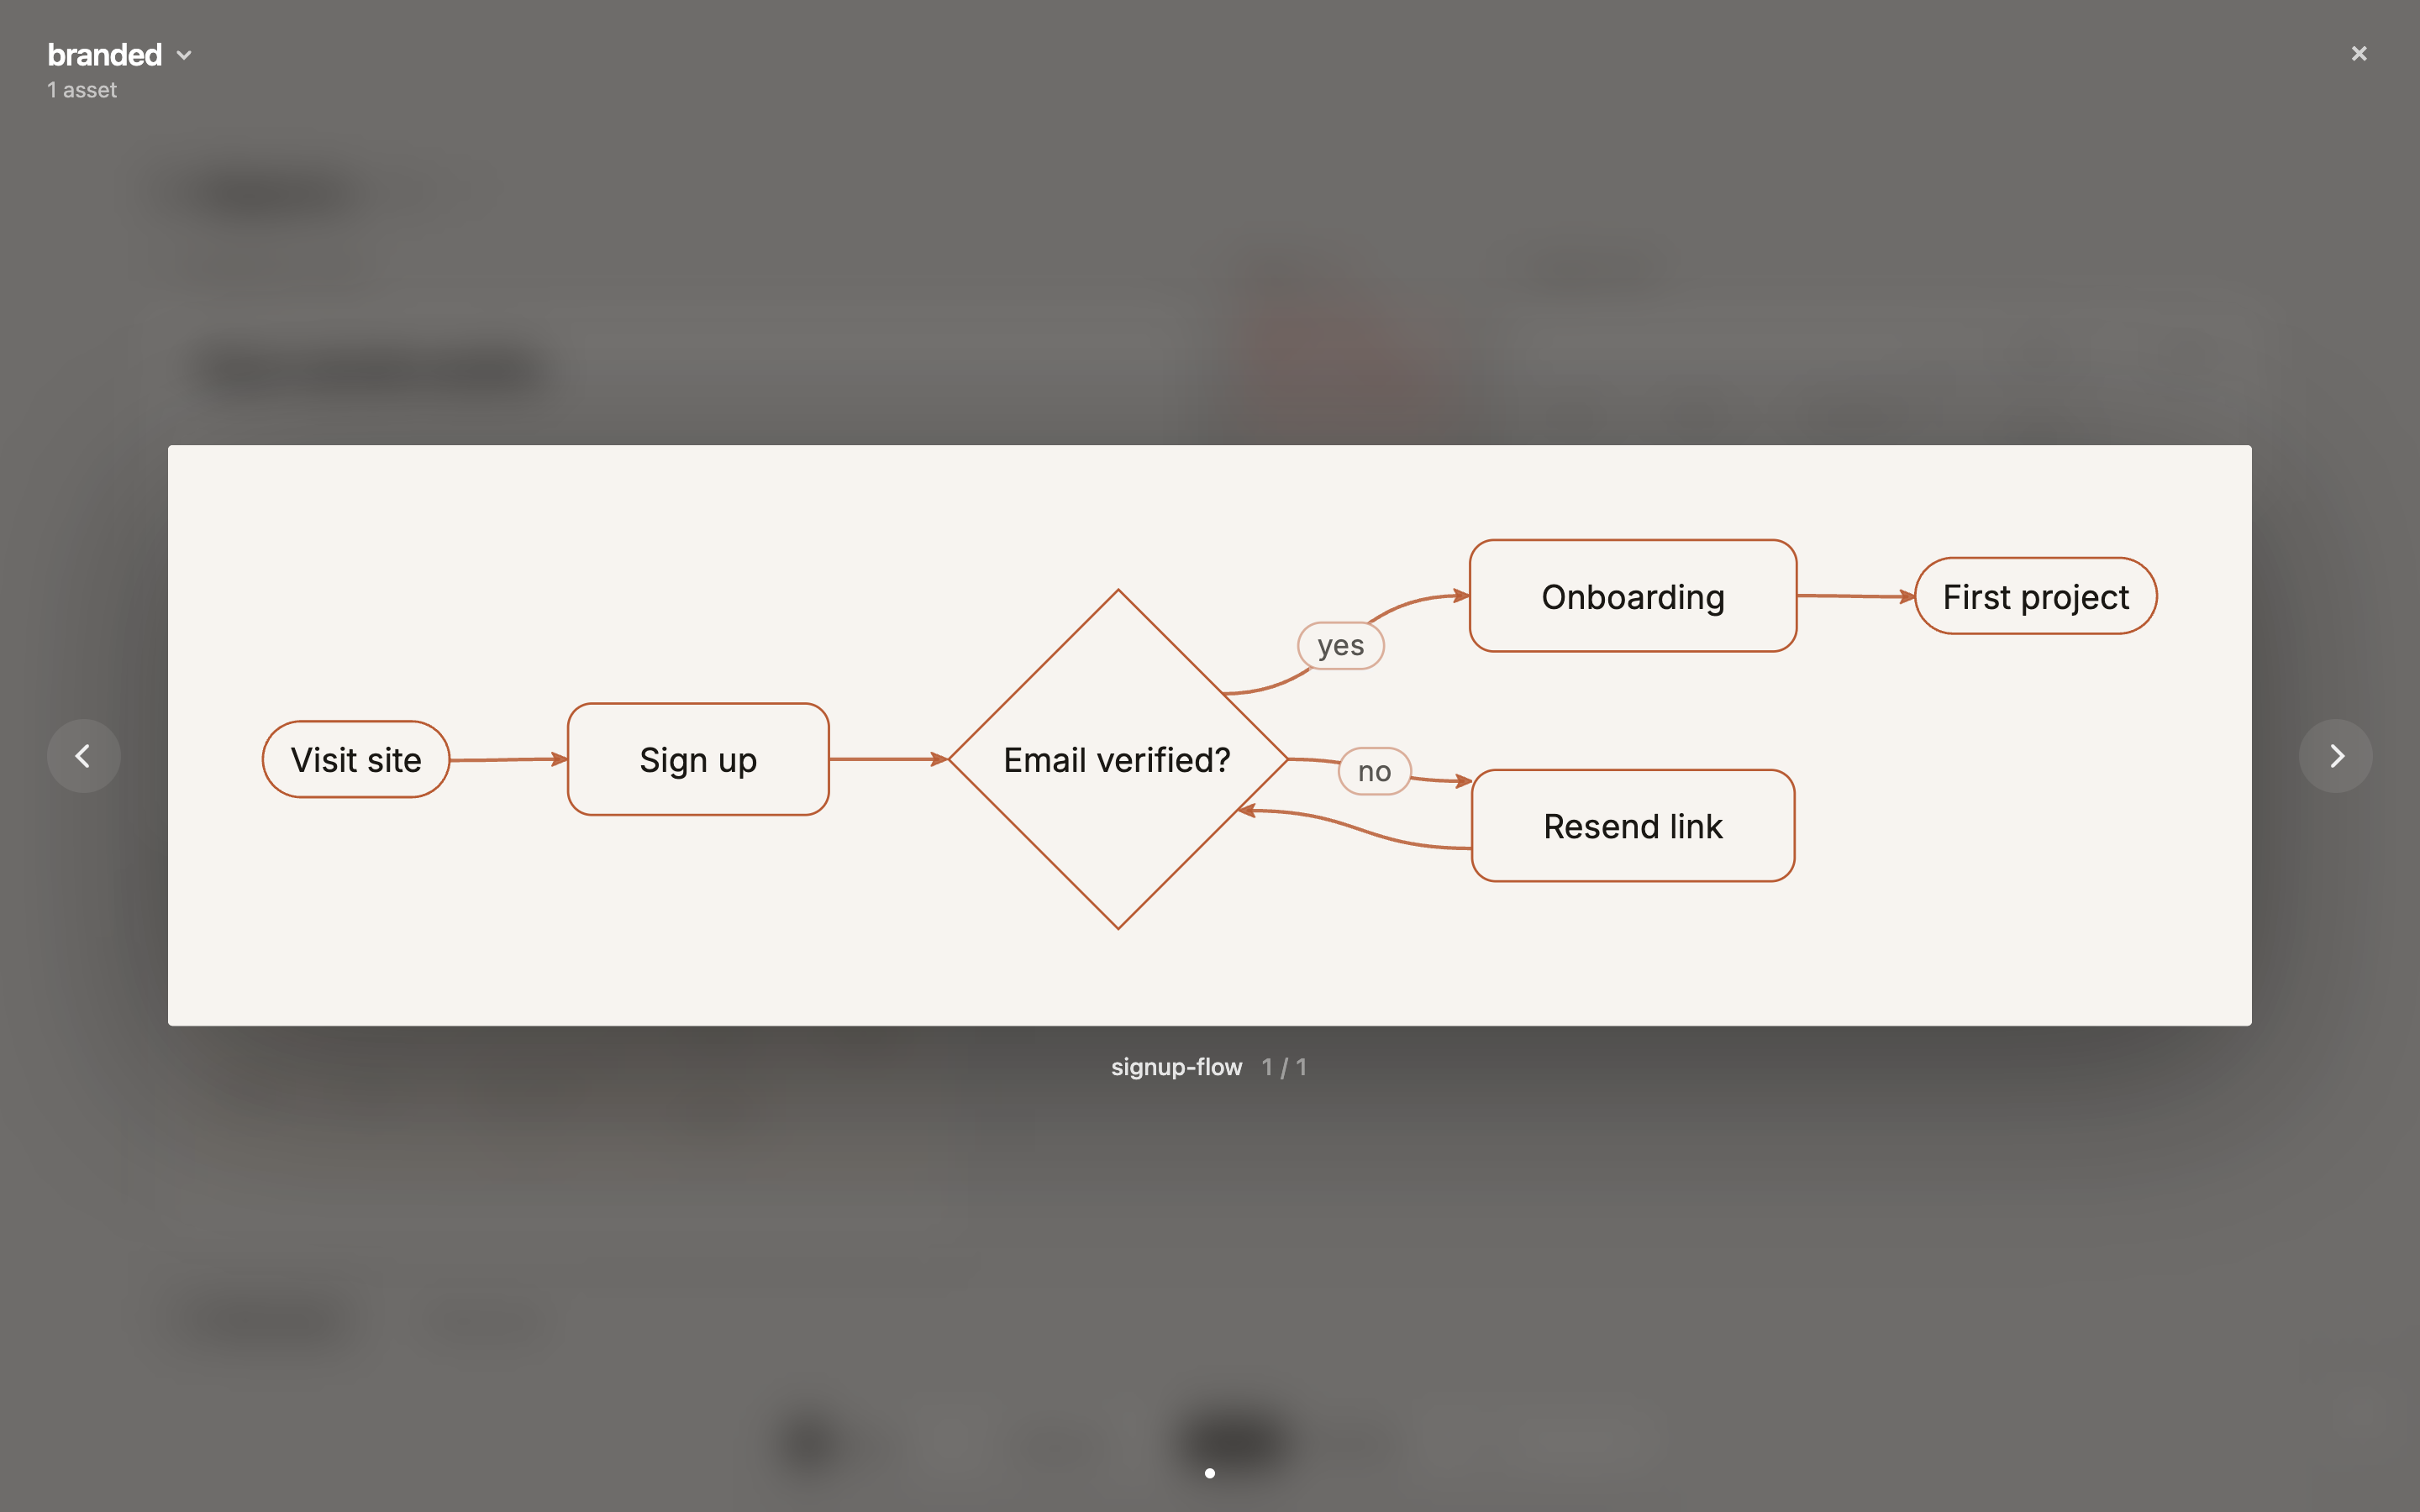 branded
1 asset
Visit site
Sign up
Email verified?
yes
no
Onboarding
First project
Resend link
signup-flow 1 / 1